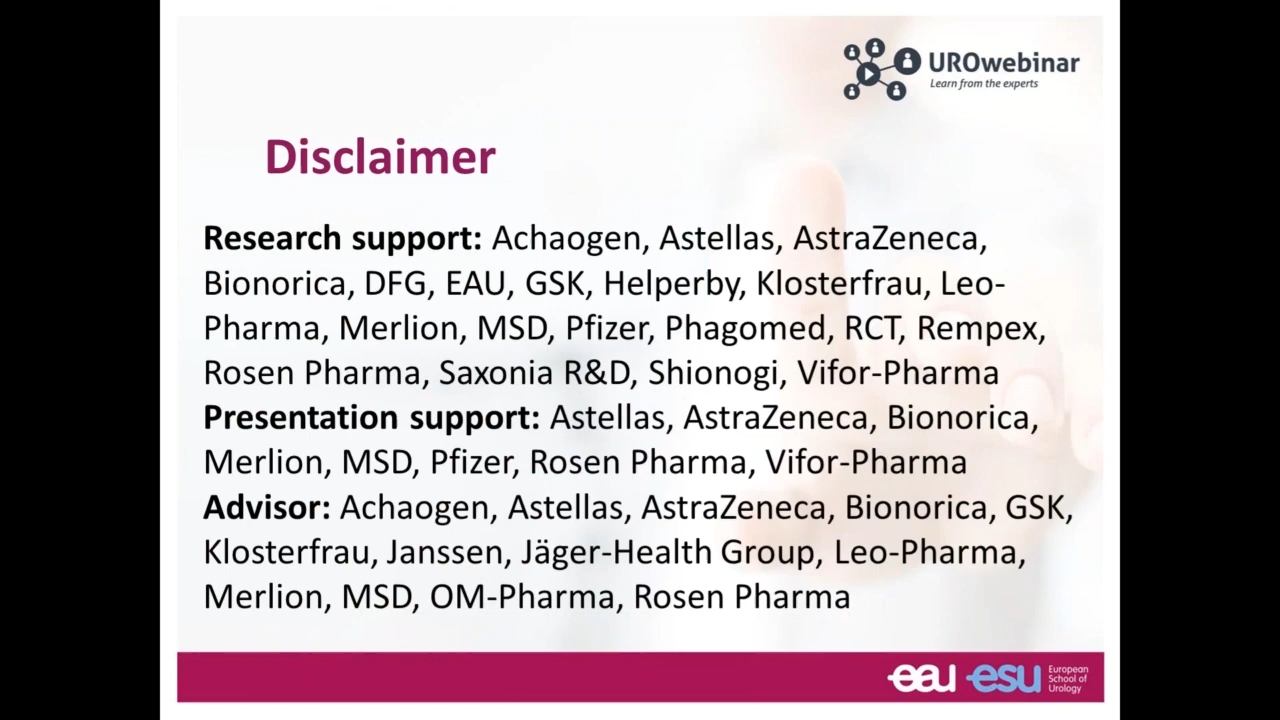 UROwebinar
Learn from the experts
Disclaimer
Research support: Achaogen, Astellas, AstraZeneca,
Bionorica, DFG, EAU, GSK, Helperby, Klosterfrau, Leo-
Pharma, Merlion, MSD, Pfizer, Phagomed, RCT, Rempex,
Rosen Pharma, Saxonia R&D, Shionogi, Vifor-Pharma
Presentation support: Astellas, AstraZeneca, Bionorica,
Merlion, MSD, Pfizer, Rosen Pharma, Vifor-Pharma
Advisor: Achaogen, Astellas, AstraZeneca, Bionorica, GSK,
Klosterfrau, Janssen, Jäger-Health Group, Leo-Pharma,
Merlion, MSD, OM-Pharma, Rosen Pharma
eau esu
European
School of
Urology